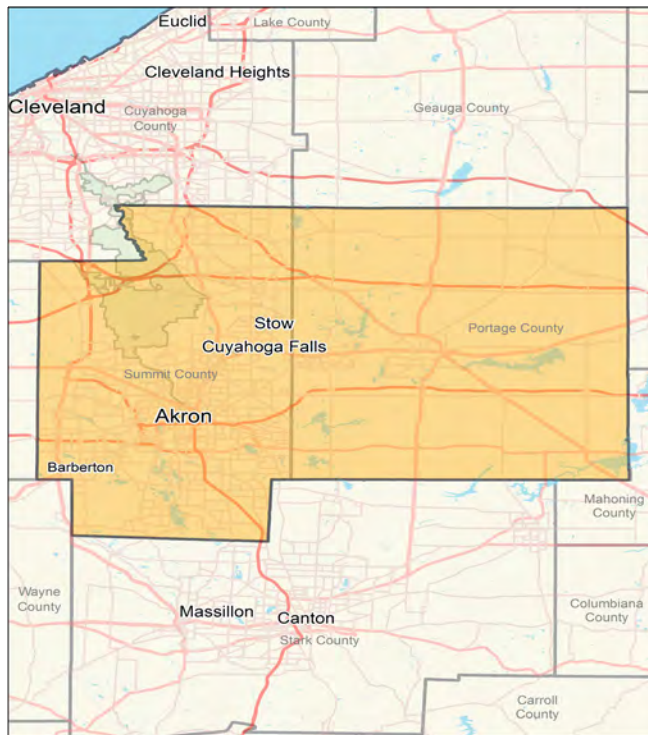 Euclid
Lake County
Cleveland Heights
Cleveland
Cuyahoga
County
Geauga County
Stow
Cuyahoga Falls
Portage County
Summit County
Akron
Barberton
Mahoning
County
Wayne
County
Massillon
Canton
Stark County
Columbiana
County
Carroll
County